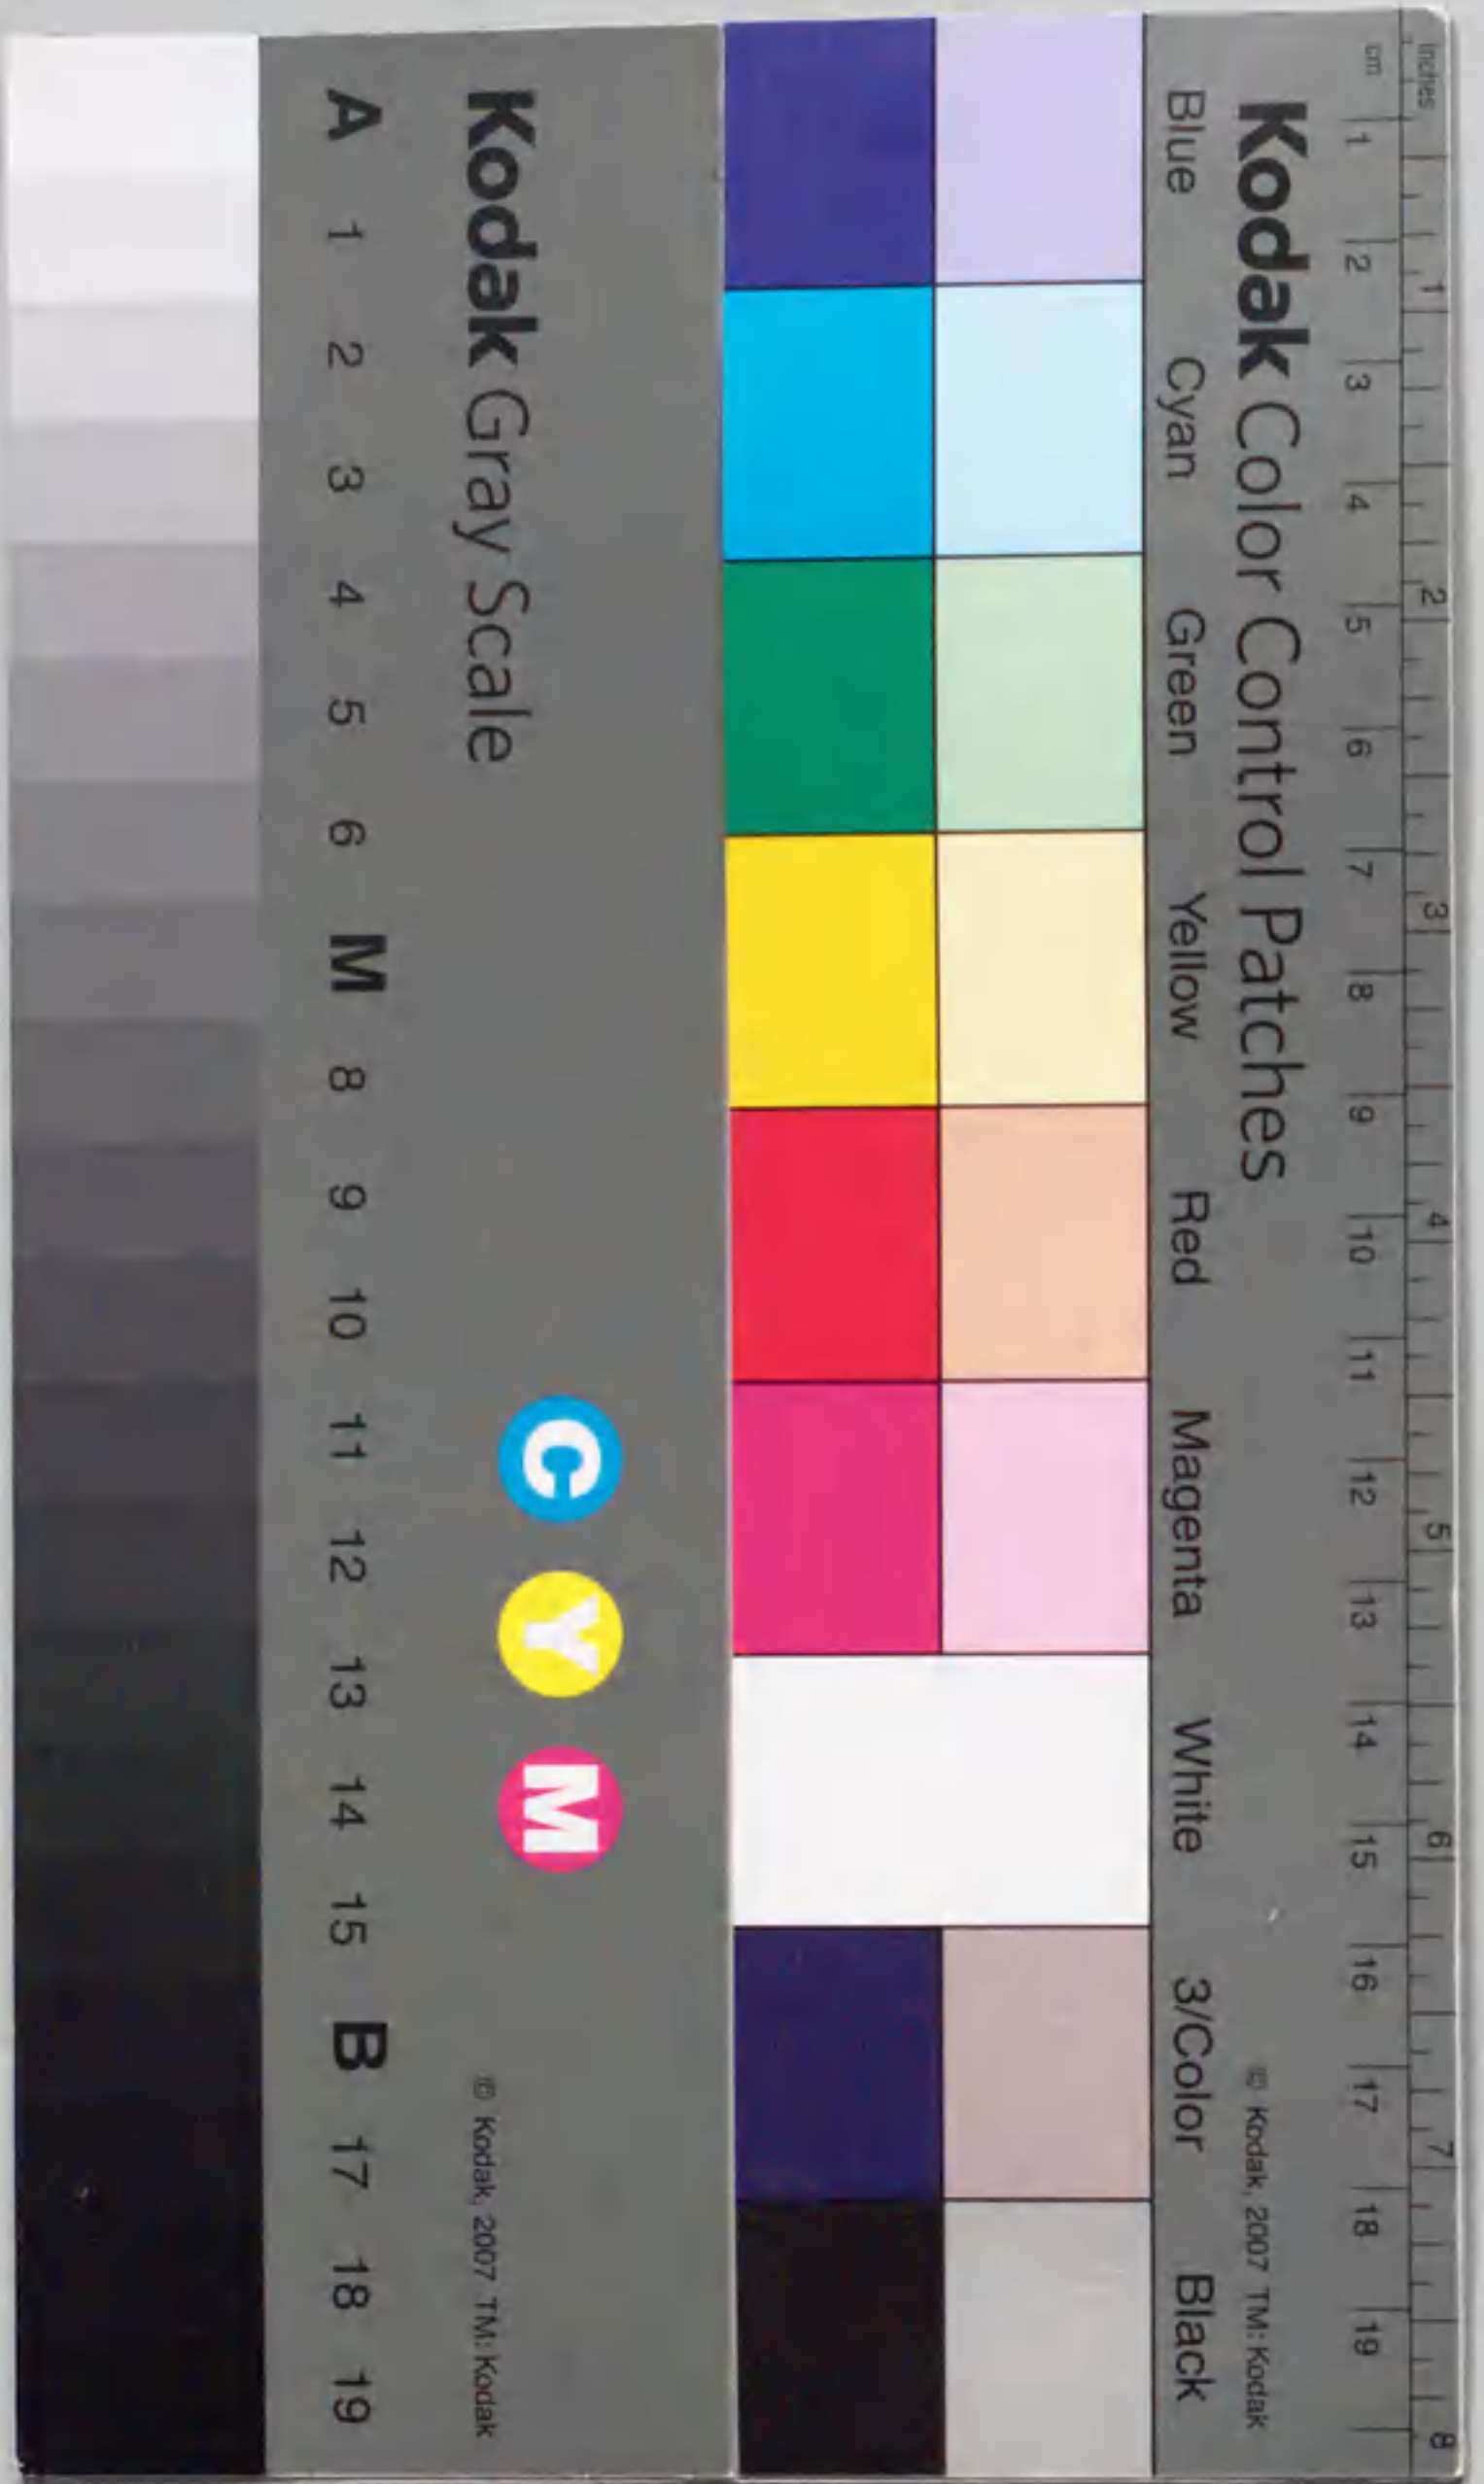 inches 1 2 3 4 5 6 7 8
cm 1 2 3 4 5 6 7 8 9 10 11 12 13 14 15 16 17 18 19
Kodak Color Control Patches
© Kodak, 2007 TM: Kodak
Blue Cyan Green Yellow Red Magenta White 3/Color Black
C Y M
Kodak Gray Scale
© Kodak, 2007 TM: Kodak
A 1 2 3 4 5 6 M 8 9 10 11 12 13 14 15 B 17 18 19